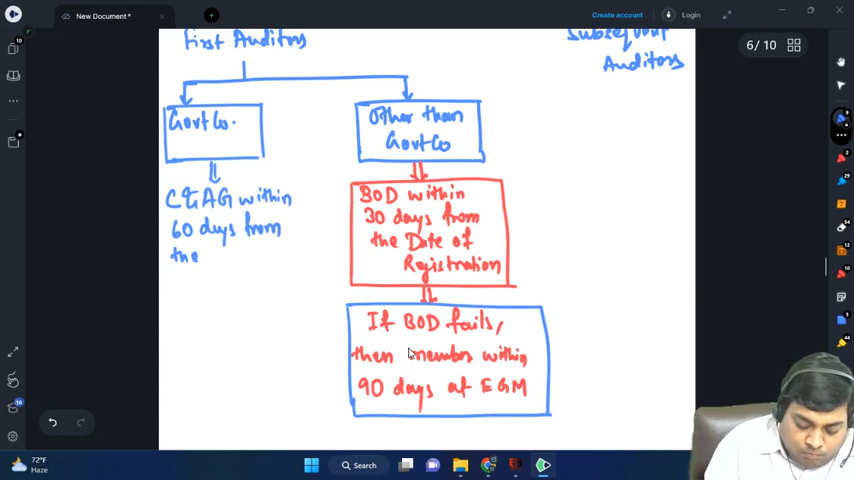 New Document*
Create account
Login
6 / 10
First Auditors
Subsequent
Auditors
Govt Co.
Other than
Govt Co
C&AG within
60 days from
the
BOD within
30 days from
the Date of
Registration
If BOD fails,
then member within
90 days at EGM
72°F
Haze
Search